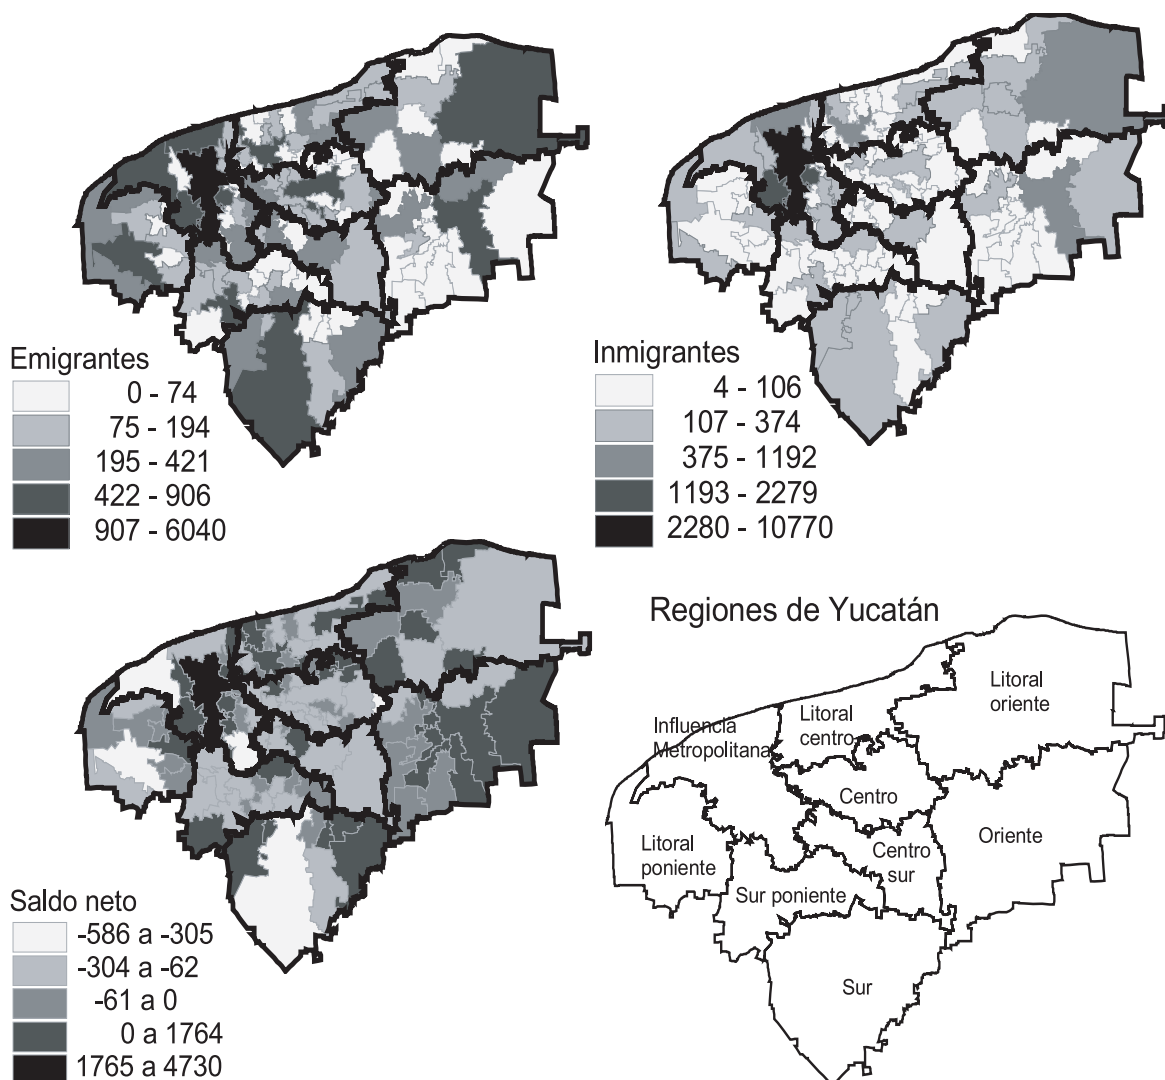 Emigrantes
0 - 74
75 - 194
195 - 421
422 - 906
907 - 6040
Inmigrantes
4 - 106
107 - 374
375 - 1192
1193 - 2279
2280 - 10770
Saldo neto
-586 a -305
-304 a -62
-61 a 0
0 a 1764
1765 a 4730
Regiones de Yucatán
Litoral
oriente
Influencia
Metropolitana
Litoral
centro
Centro
Oriente
Litoral
poniente
Centro
sur
Sur poniente
Sur